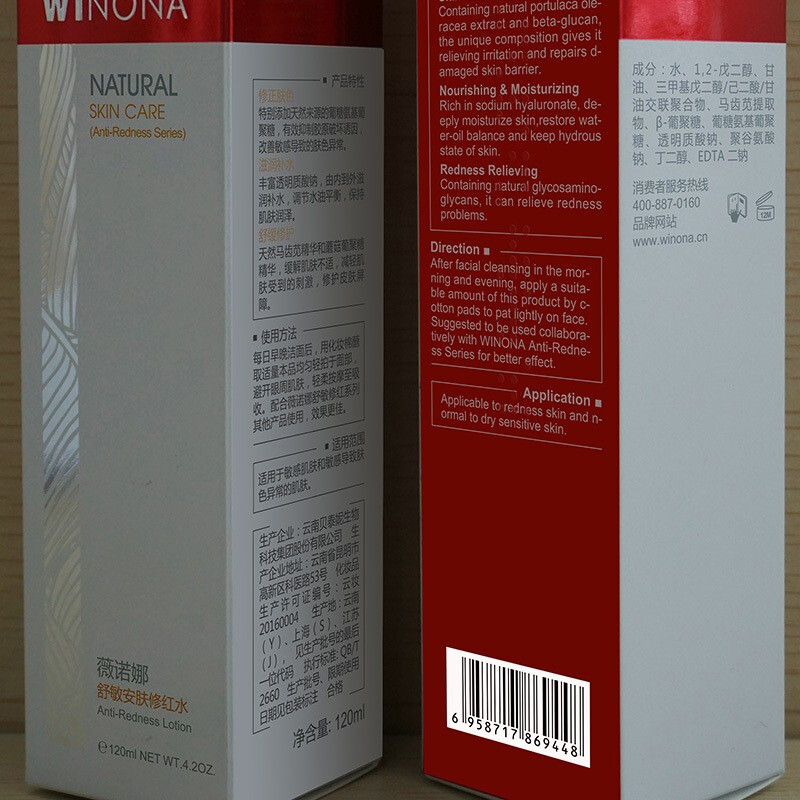 WINONA
NATURAL
SKIN CARE
(Anti-Redness Series)
薇诺娜
舒敏安肤修红水
Anti-Redness Lotion
℮120ml NET WT.4.2OZ.
产品特性
修正肤色
特别添加天然来源的葡糖氨基葡
聚糖，有效抑制胶原破坏诱因，
改善敏感导致的肤色异常。
滋润补水
丰富透明质酸钠，由内到外滋
润补水，调节水油平衡，保持
肌肤润泽。
舒缓修护
天然马齿苋精华和蘑菇葡聚糖
精华，缓解肌肤不适，减轻肌
肤受到的刺激，修护皮肤屏
障。
使用方法
每日早晚洁面后，用化妆棉蘸
取适量本品均匀轻拍于面部，
避开眼周肌肤，轻柔按摩至吸
收。配合薇诺娜舒敏修红系列
其他产品使用，效果更佳。
适用范围
适用于敏感肌肤和敏感导致肤
色异常的肌肤。
生产企业：云南贝泰妮生物
科技集团股份有限公司 生
产企业地址：云南省昆明市
高新区科医路53号 化妆品
生产许可证编号：云妆
20160004 生产地：云南
（Y）、上海（S）、江苏
（J），见生产批号的最后
一位代码 执行标准: QB/T
2660 生产批号、限期使用
日期见包装标注 合格
净含量: 120ml
Containing natural portulaca ole-
racea extract and beta-glucan,
the unique composition gives it
relieving irritation and repairs d-
amaged skin barrier.
Nourishing & Moisturizing
Rich in sodium hyaluronate, de-
eply moisturize skin,restore wat-
er-oil balance and keep hydrous
state of skin.
Redness Relieving
Containing natural glycosamino-
glycans, it can relieve redness
problems.
Direction
After facial cleansing in the mor-
ning and evening, apply a suita-
ble amount of this product by c-
otton pads to pat lightly on face.
Suggested to be used collabora-
tively with WINONA Anti-Redne-
ss Series for better effect.
Application
Applicable to redness skin and n-
ormal to dry sensitive skin.
6 958717 869448
成分：水、1,2-戊二醇、甘
油、三甲基戊二醇/己二酸/甘
油交联聚合物、马齿苋提取
物、β-葡聚糖、葡糖氨基葡聚
糖、透明质酸钠、聚谷氨酸
钠、丁二醇、EDTA 二钠
消费者服务热线
400-887-0160
品牌网站
www.winona.cn
12M